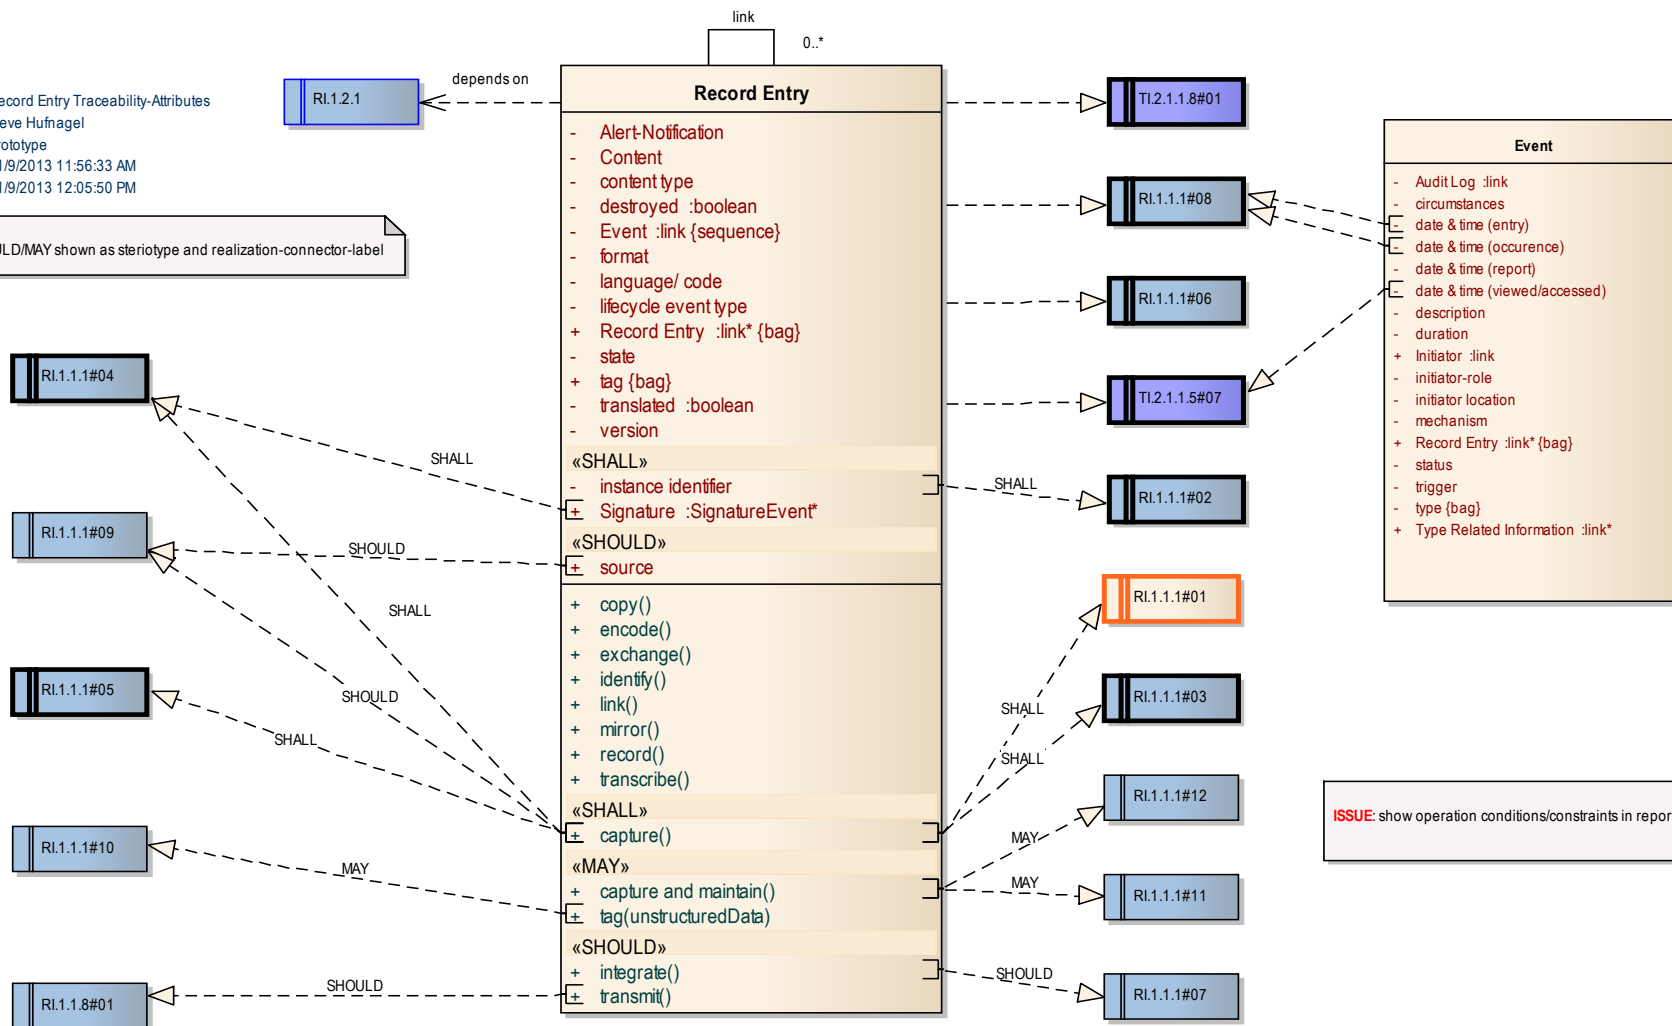 link
0..*
depends on
RI.1.2.1
Record Entry Traceability-Attributes
Steve Hufnagel
Prototype
1/9/2013 11:56:33 AM
1/9/2013 12:05:50 PM
ULD/MAY shown as steriotype and realization-connector-label
Record Entry
- Alert-Notification
- Content
- content type
- destroyed :boolean
- Event :link {sequence}
- format
- language/ code
- lifecycle event type
+ Record Entry :link* {bag}
- state
+ tag {bag}
- translated :boolean
- version
«SHALL»
- instance identifier
+ Signature :SignatureEvent*
«SHOULD»
+ source
+ copy()
+ encode()
+ exchange()
+ identify()
+ link()
+ mirror()
+ record()
+ transcribe()
«SHALL»
+ capture()
«MAY»
+ capture and maintain()
+ tag(unstructuredData)
«SHOULD»
+ integrate()
+ transmit()
RI.1.1.1#04
SHALL
RI.1.1.1#09
SHOULD
SHALL
RI.1.1.1#05
SHOULD
SHALL
RI.1.1.1#10
MAY
RI.1.1.8#01
SHOULD
TI.2.1.1.8#01
RI.1.1.1#08
RI.1.1.1#06
TI.2.1.1.5#07
SHALL
RI.1.1.1#02
RI.1.1.1#01
SHALL
RI.1.1.1#03
SHALL
RI.1.1.1#12
MAY
MAY
RI.1.1.1#11
SHOULD
RI.1.1.1#07
Event
- Audit Log :link
- circumstances
- date & time (entry)
- date & time (occurence)
- date & time (report)
- date & time (viewed/accessed)
- description
- duration
+ Initiator :link
- initiator-role
- initiator location
- mechanism
+ Record Entry :link* {bag}
- status
- trigger
- type {bag}
+ Type Related Information :link*
ISSUE: show operation conditions/constraints in repor